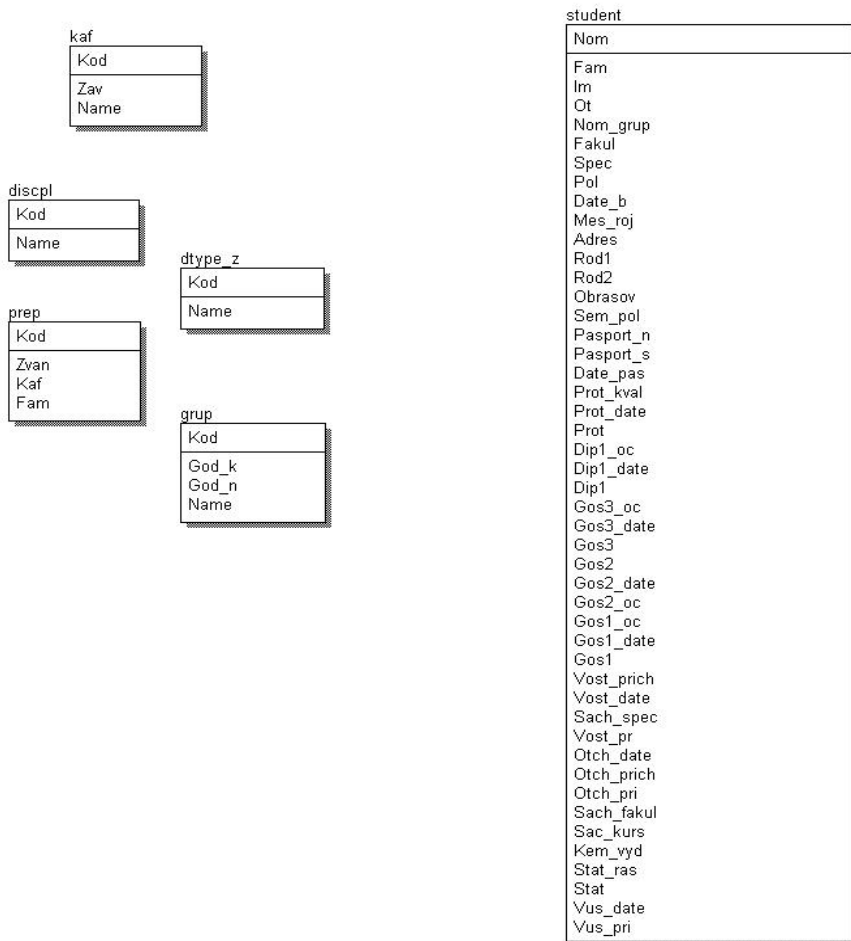 kaf
Kod
Zav
Name
discpl
Kod
Name
dtype_z
Kod
Name
prep
Kod
Zvan
Kaf
Fam
grup
Kod
God_k
God_n
Name
student
Nom
Fam
Im
Ot
Nom_grup
Fakul
Spec
Pol
Date_b
Mes_roj
Adres
Rod1
Rod2
Obrasov
Sem_pol
Pasport_n
Pasport_s
Date_pas
Prot_kval
Prot_date
Prot
Dip1_oc
Dip1_date
Dip1
Gos3_oc
Gos3_date
Gos3
Gos2
Gos2_date
Gos2_oc
Gos1_oc
Gos1_date
Gos1
Vost_prich
Vost_date
Sach_spec
Vost_pr
Otch_date
Otch_prich
Otch_pri
Sach_fakul
Sac_kurs
Kem_vyd
Stat_ras
Stat
Vus_date
Vus_pri